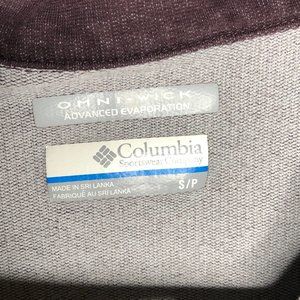 OMNI-WICK
ADVANCED EVAPORATION
Columbia
Sportswear Company
MADE IN SRI LANKA
FABRIQUÉ AU SRI LANKA
S/P